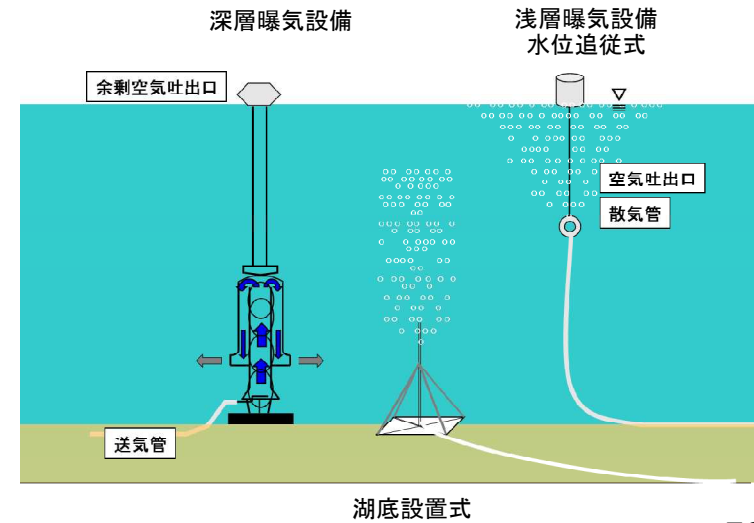 深層曝気設備
浅層曝気設備
水位追従式
余剰空気吐出口
空気吐出口
散気管
送気管
湖底設置式